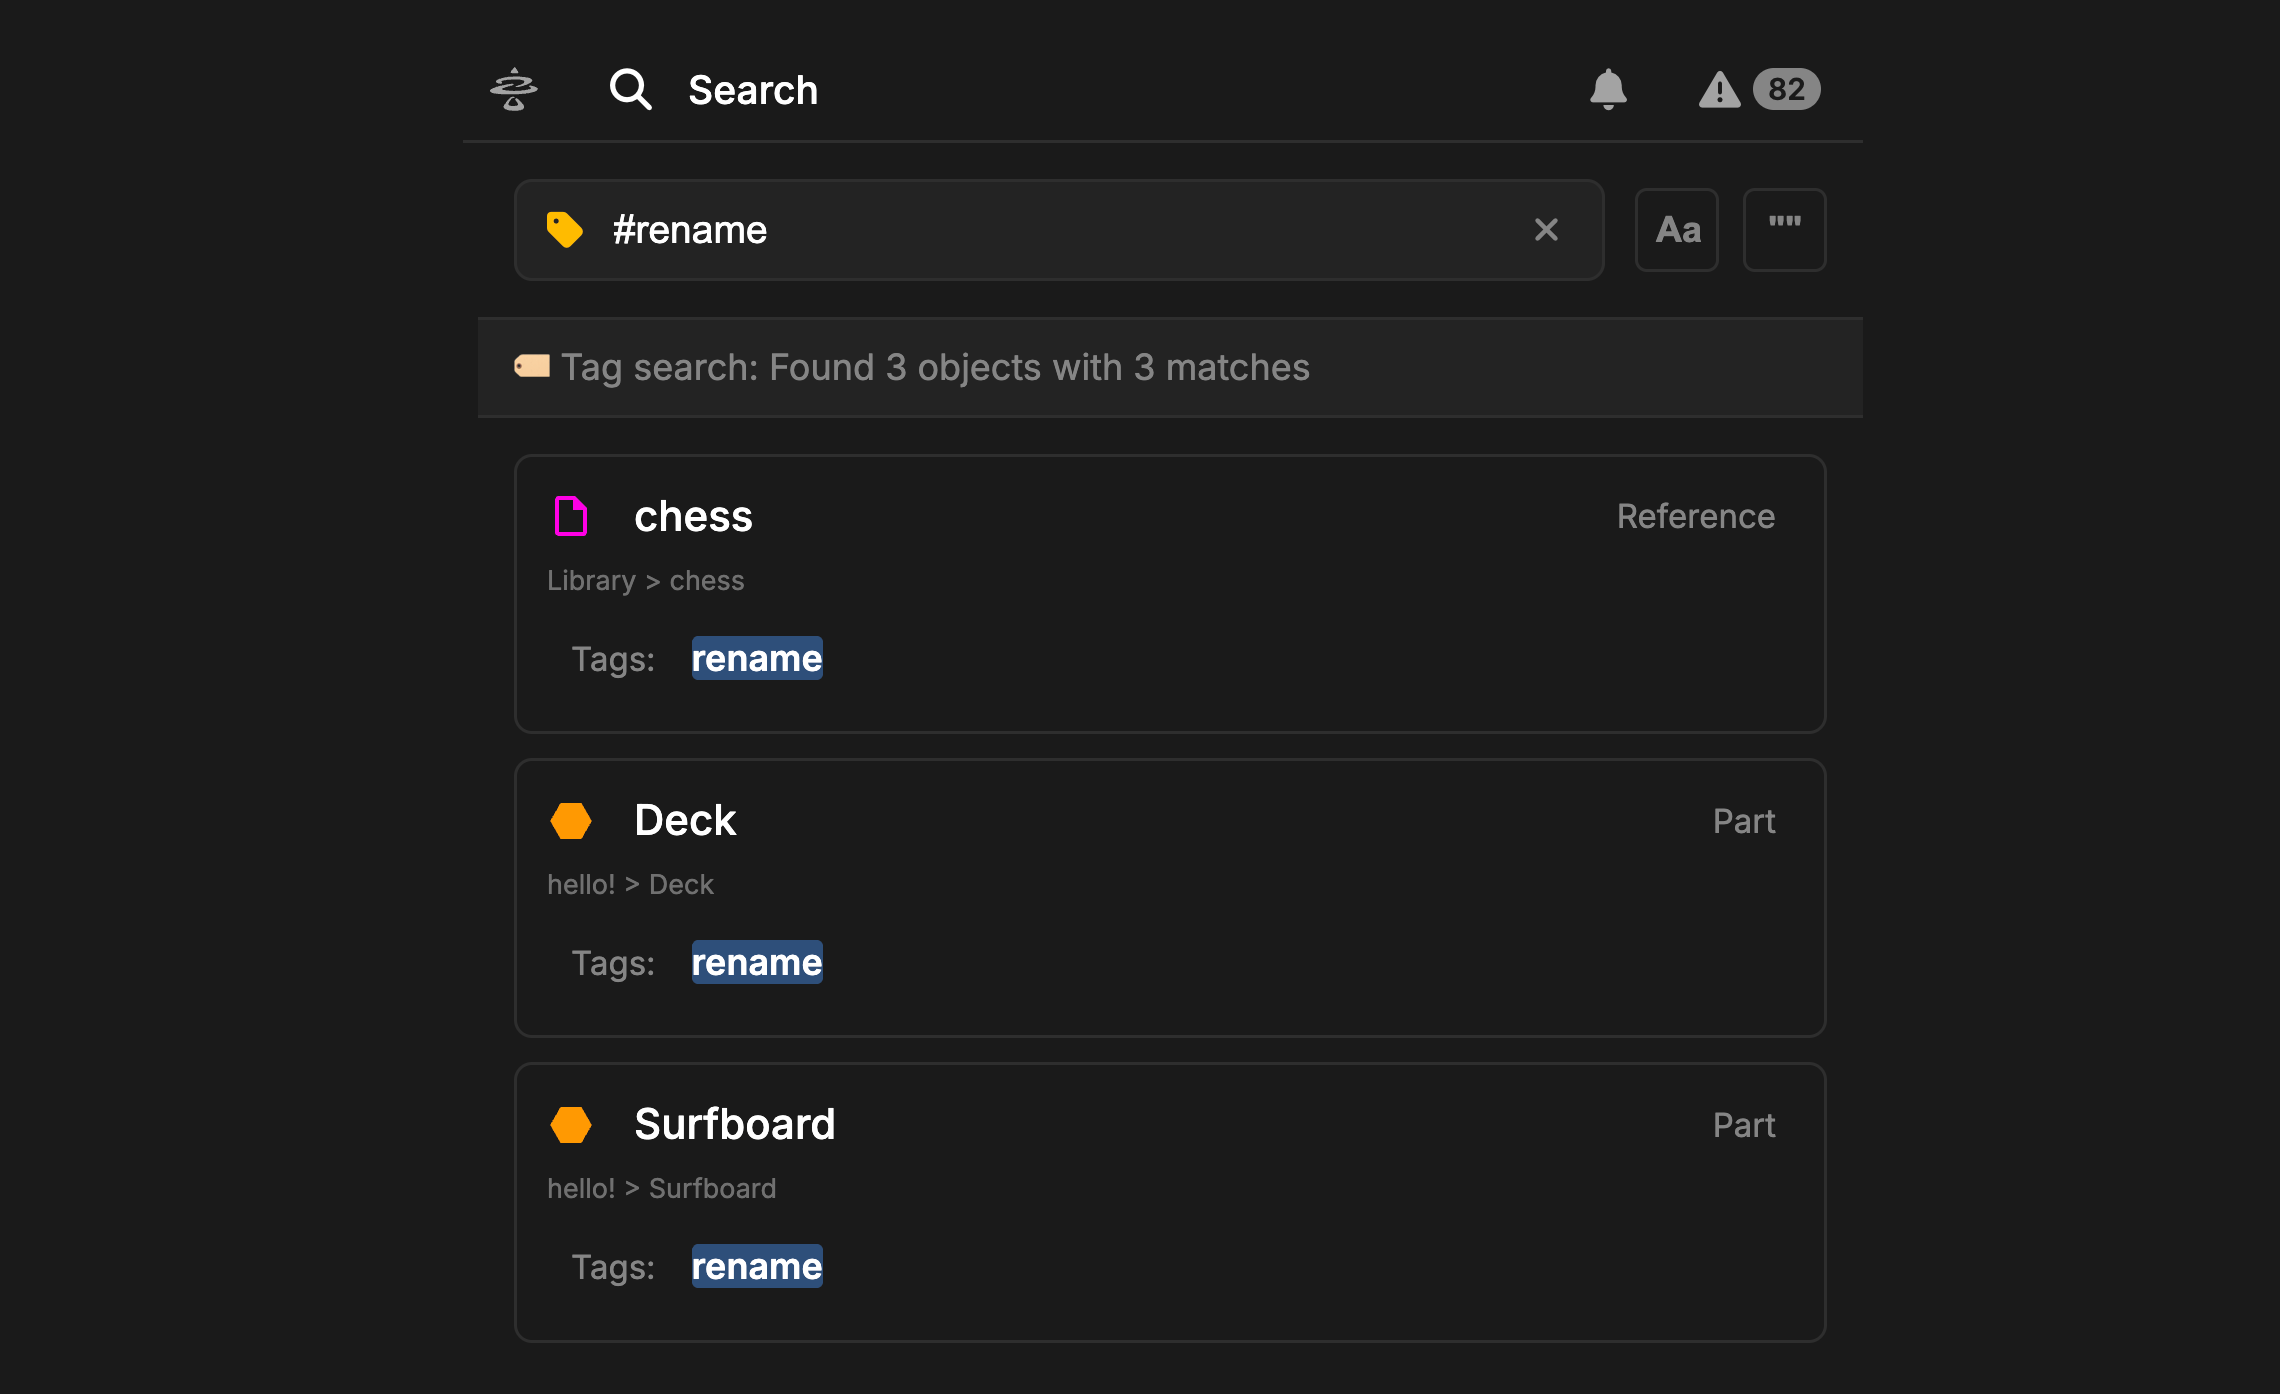 Search
82
#rename
Aa
""
Tag search: Found 3 objects with 3 matches
chess
Reference
Library > chess
Tags: rename
Deck
Part
hello! > Deck
Tags: rename
Surfboard
Part
hello! > Surfboard
Tags: rename